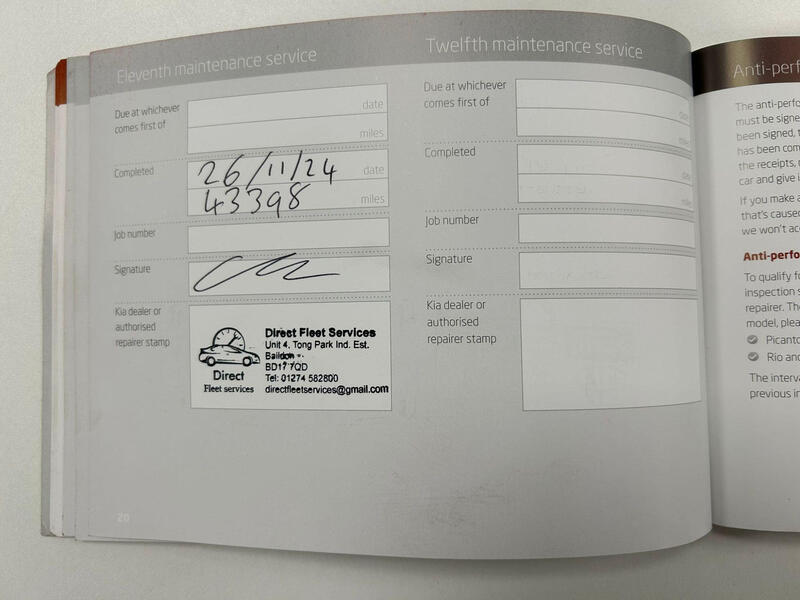 Eleventh maintenance service
Due at whichever
comes first of
date
miles
Completed
26/11/24 date
43398 miles
Job number
Signature
Kia dealer or
authorised
repairer stamp
Direct
Fleet services
Direct Fleet Services
Unit 4, Tong Park Ind. Est.
Baildon
BD17 7QD
Tel: 01274 582800
directfleetservices@gmail.com
20
Twelfth maintenance service
Due at whichever
comes first of
date
miles
Completed
date
miles
Job number
Signature
Kia dealer or
authorised
repairer stamp
Anti-perf
The anti-perfo
must be signe
been signed, t
has been com
the receipts,
car and give i
If you make a
that's caused
we won't acc
Anti-perfo
To qualify fo
inspection s
repairer. The
model, plea
Picanto
Rio and
The interva
previous in